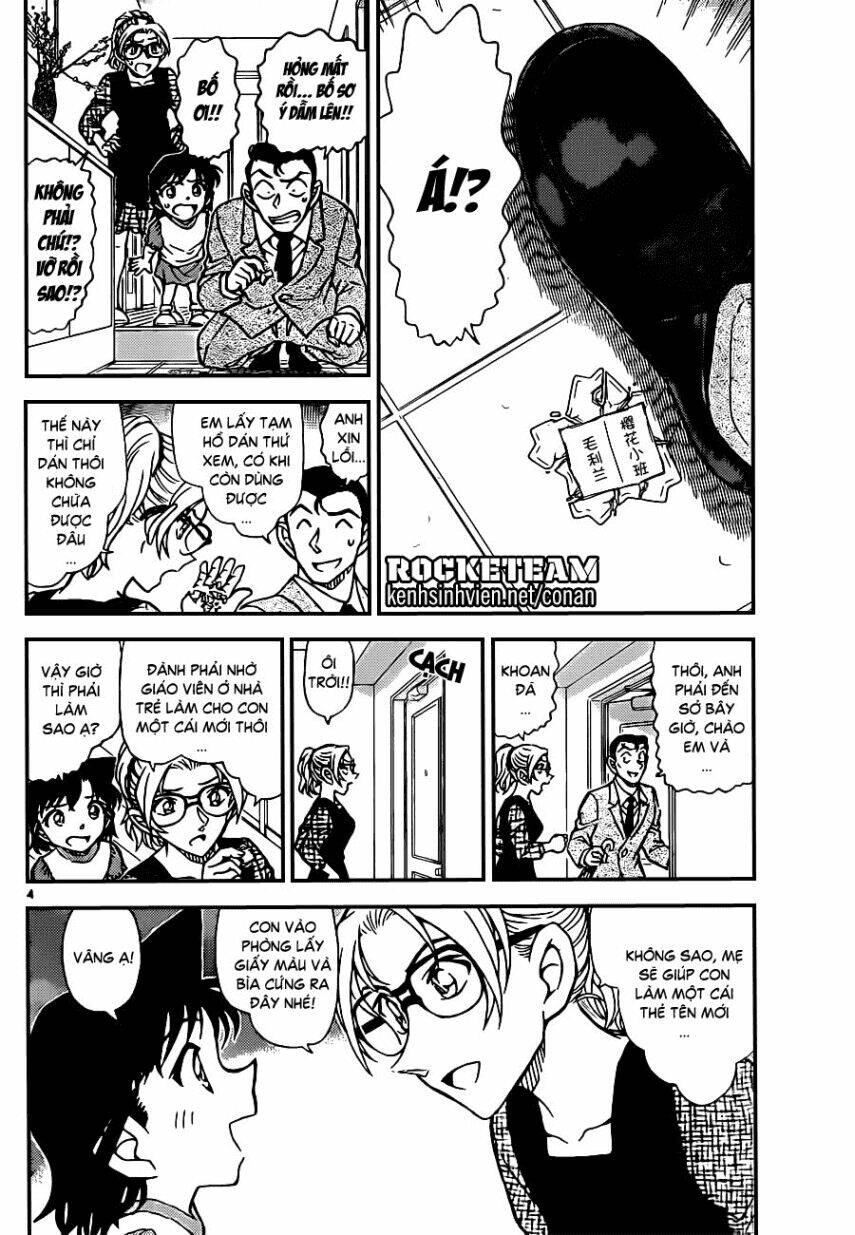 Á!?
櫻花小班
毛利兰
HỎNG MẤT
RỒI... BỐ SƠ
Ý DẪM LÊN!!
BỐ
ƠI!!
KHÔNG
PHẢI
CHÚ!?
VỠ RỒI
SAO!?
ROCKETEAM
kenhsinhvien.net/conan
ANH
XIN
LỖI...
EM LẤY TẠM
HỒ DÁN THỬ
XEM, CÓ KHI
CÒN DÙNG
ĐƯỢC
...
THẾ NÀY
THÌ CHỈ
DÁN THÔI
KHÔNG
CHỮA
ĐƯỢC
ĐÂU
...
THÔI, ANH
PHẢI ĐẾN
SỞ BÂY
GIỜ, CHÀO
EM VÀ
...
KHOAN
ĐÃ
...
CẠCH
ÔI
TRỜI!!
ĐÀNH PHẢI NHỜ
GIÁO VIÊN Ở NHÀ
TRẺ LÀM CHO CON
MỘT CÁI MỚI THÔI
...
VẬY GIỜ
THÌ PHẢI
LÀM
SAO Ạ?
4
KHÔNG SAO, MẸ
SẼ GIÚP CON
LÀM MỘT CÁI
THẺ TÊN MỚI
...
CON VÀO
PHÒNG LẤY
GIẤY MÀU VÀ
BÌA CỨNG RA
ĐÂY NHÉ!
VÂNG Ạ!